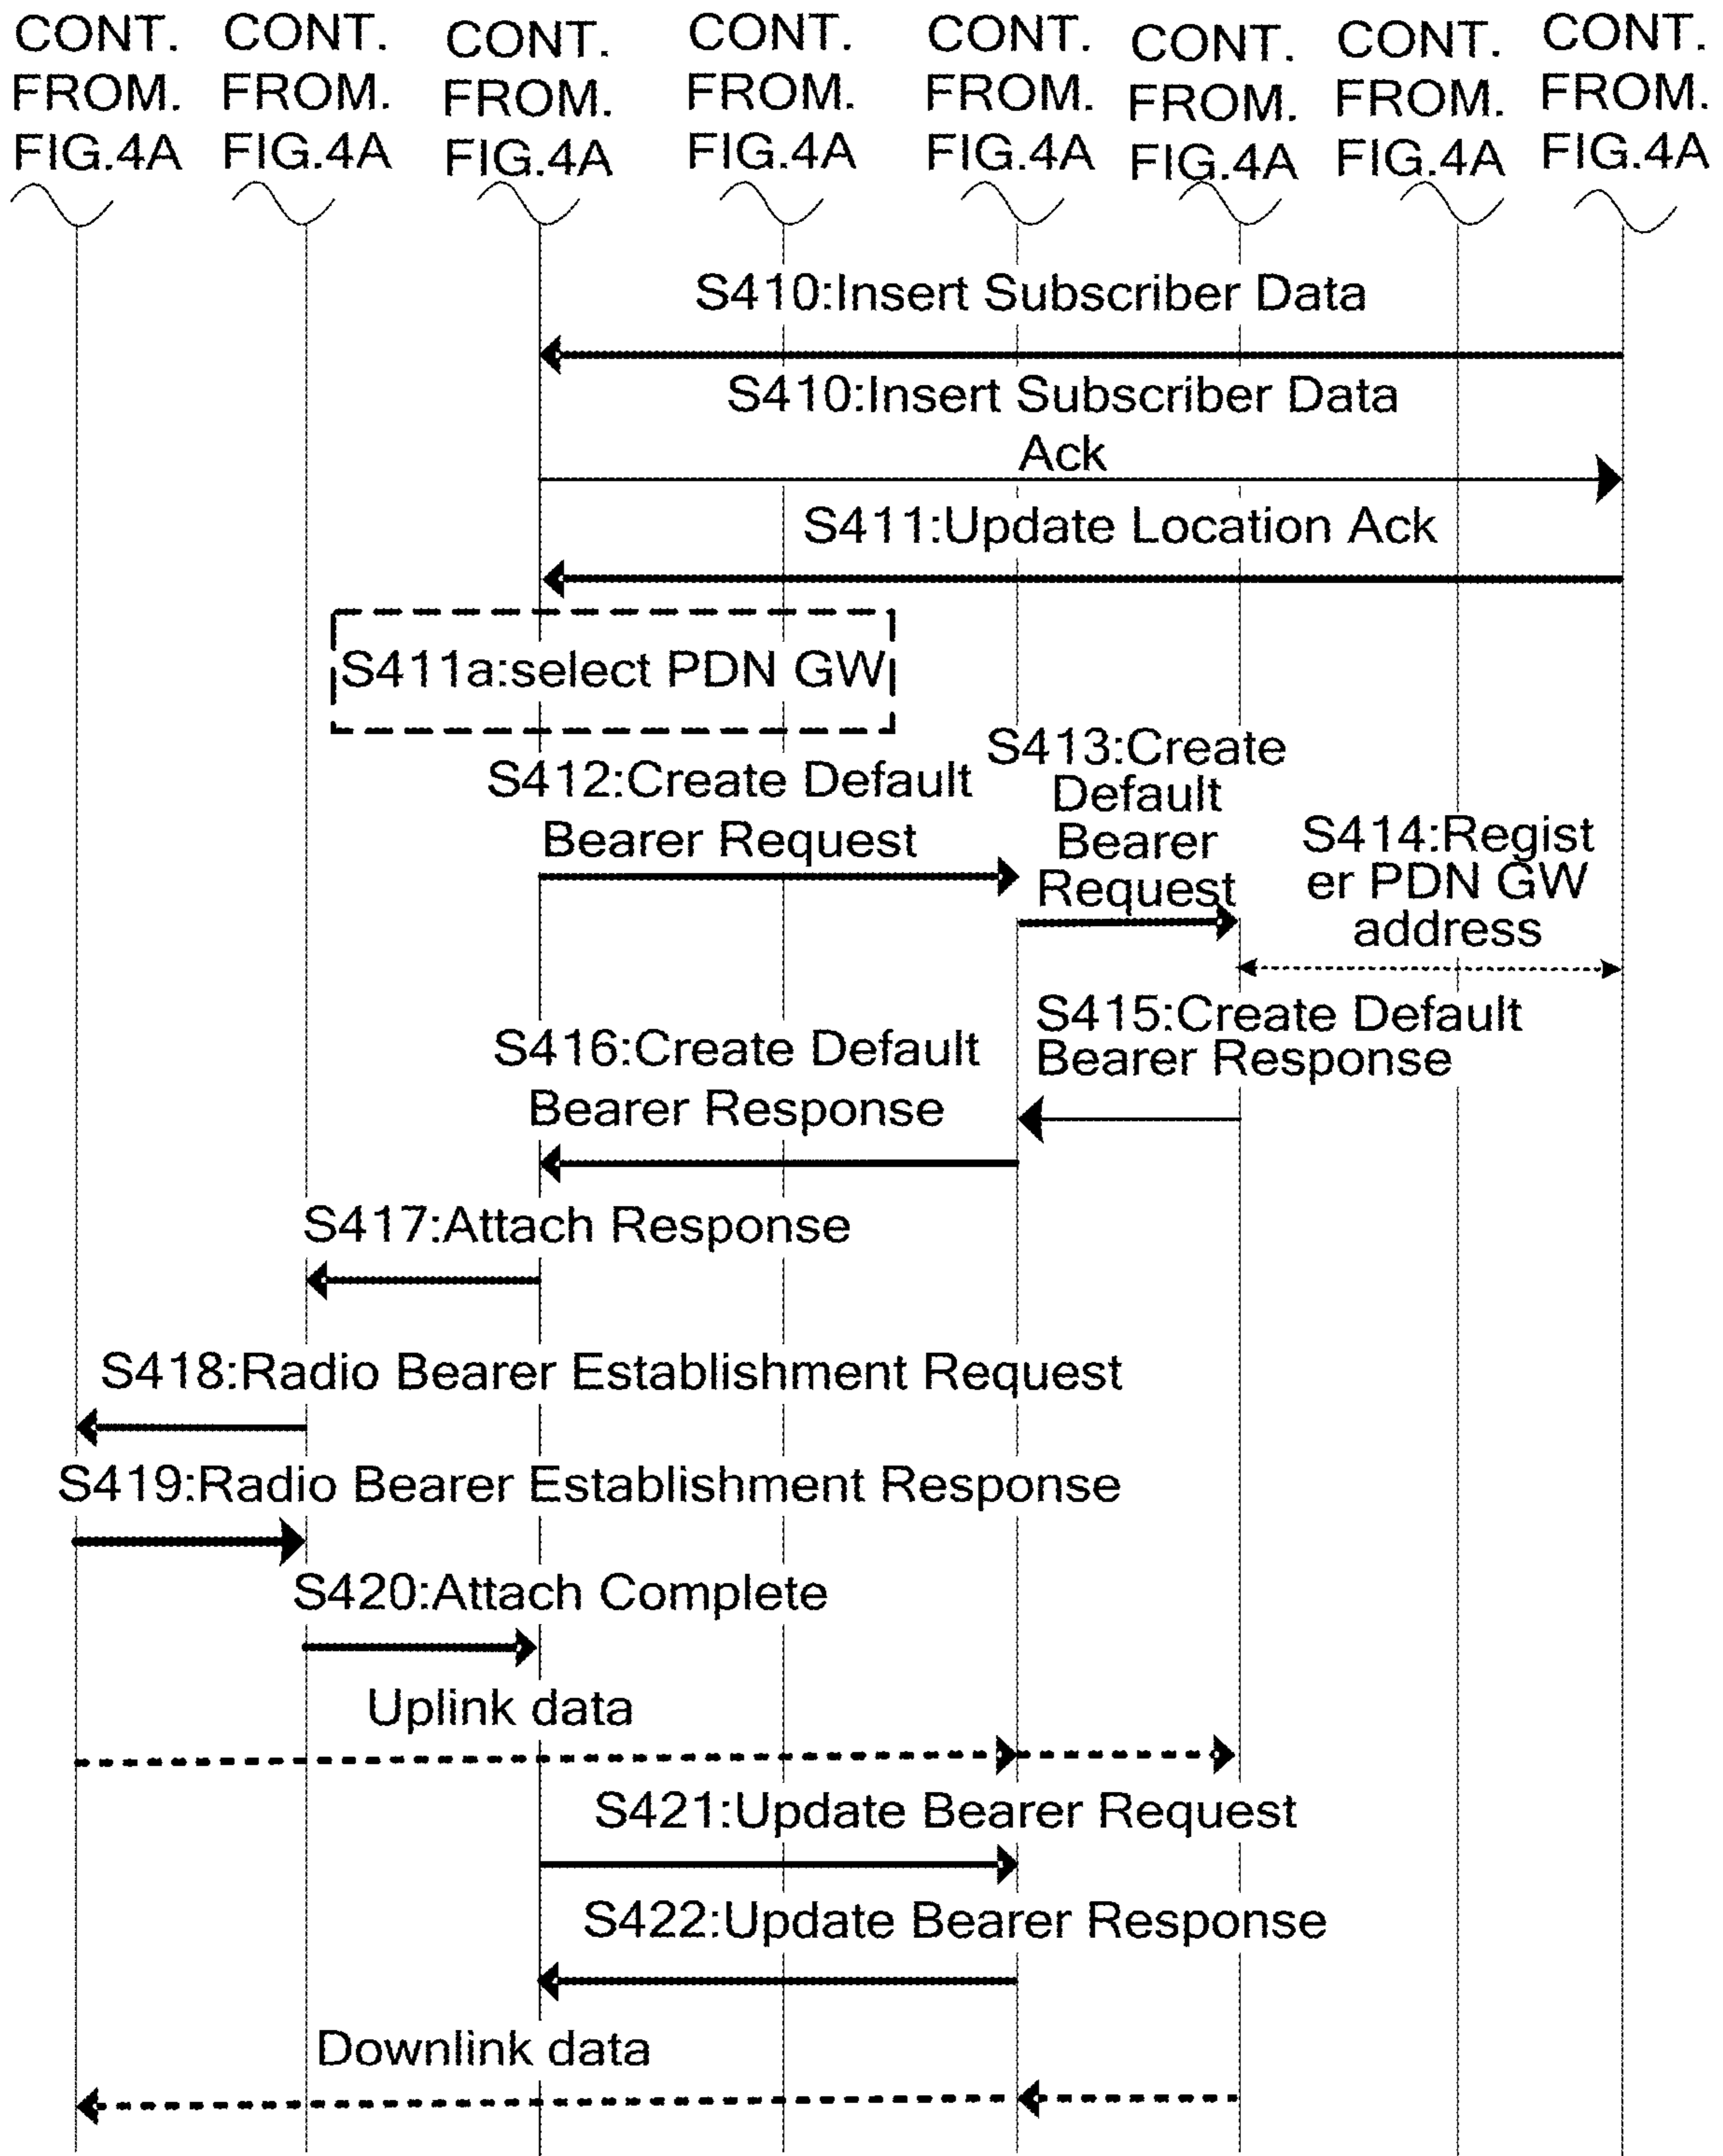 CONT. CONT. CONT. CONT. CONT. CONT. CONT. CONT.
FROM. FROM. FROM. FROM. FROM. FROM. FROM. FROM.
FIG.4A FIG.4A FIG.4A FIG.4A FIG.4A FIG.4A FIG.4A FIG.4A
S410:Insert Subscriber Data
S410:Insert Subscriber Data
Ack
S411:Update Location Ack
S411a:select PDN GW
S412:Create Default
Bearer Request
S413:Create
Default
Bearer
Request
S414:Regist
er PDN GW
address
S415:Create Default
Bearer Response
S416:Create Default
Bearer Response
S417:Attach Response
S418:Radio Bearer Establishment Request
S419:Radio Bearer Establishment Response
S420:Attach Complete
Uplink data
S421:Update Bearer Request
S422:Update Bearer Response
Downlink data